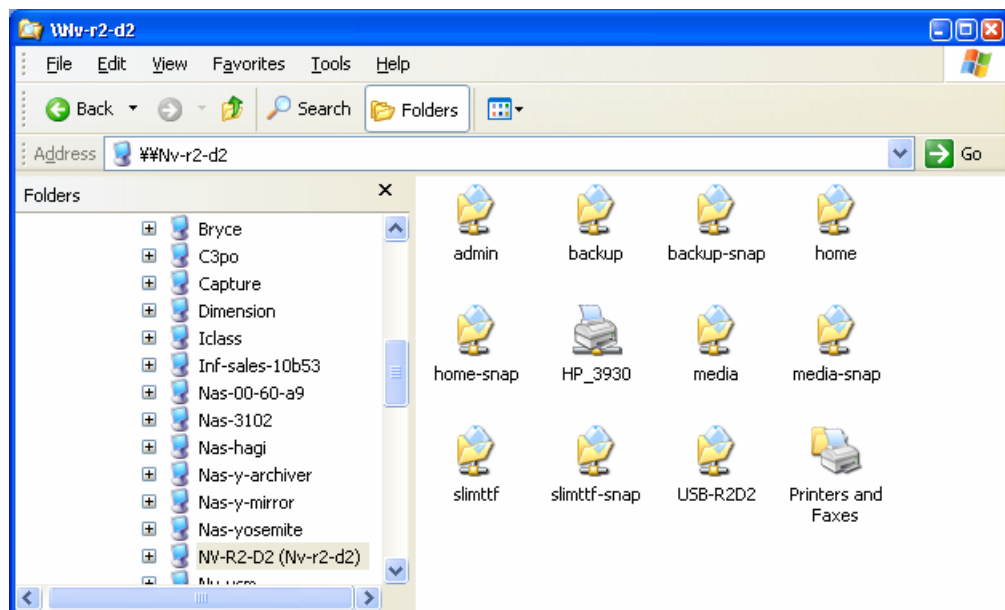 \\Nv-r2-d2
File Edit View Favorites Tools Help
Back Search Folders
Address ¥¥Nv-r2-d2 Go
Folders
Bryce
C3po
Capture
Dimension
Iclass
Inf-sales-10b53
Nas-00-60-a9
Nas-3102
Nas-hagi
Nas-y-archiver
Nas-y-mirror
Nas-yosemite
NV-R2-D2 (Nv-r2-d2)
admin backup backup-snap home
home-snap HP_3930 media media-snap
slimttf slimttf-snap USB-R2D2 Printers and
Faxes